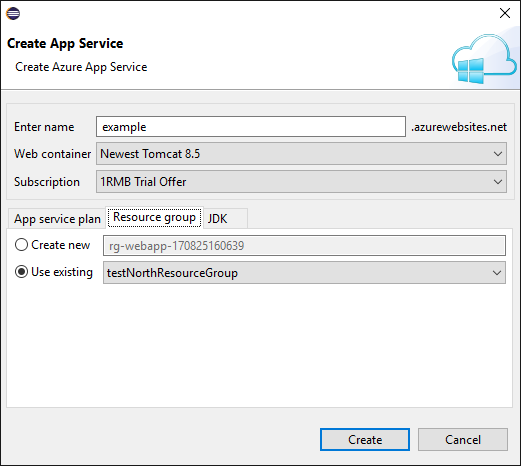 Create App Service
Create Azure App Service
Enter name example .azurewebsites.net
Web container Newest Tomcat 8.5
Subscription 1RMB Trial Offer
App service plan Resource group JDK
Create new rg-webapp-170825160639
Use existing testNorthResourceGroup
Create Cancel